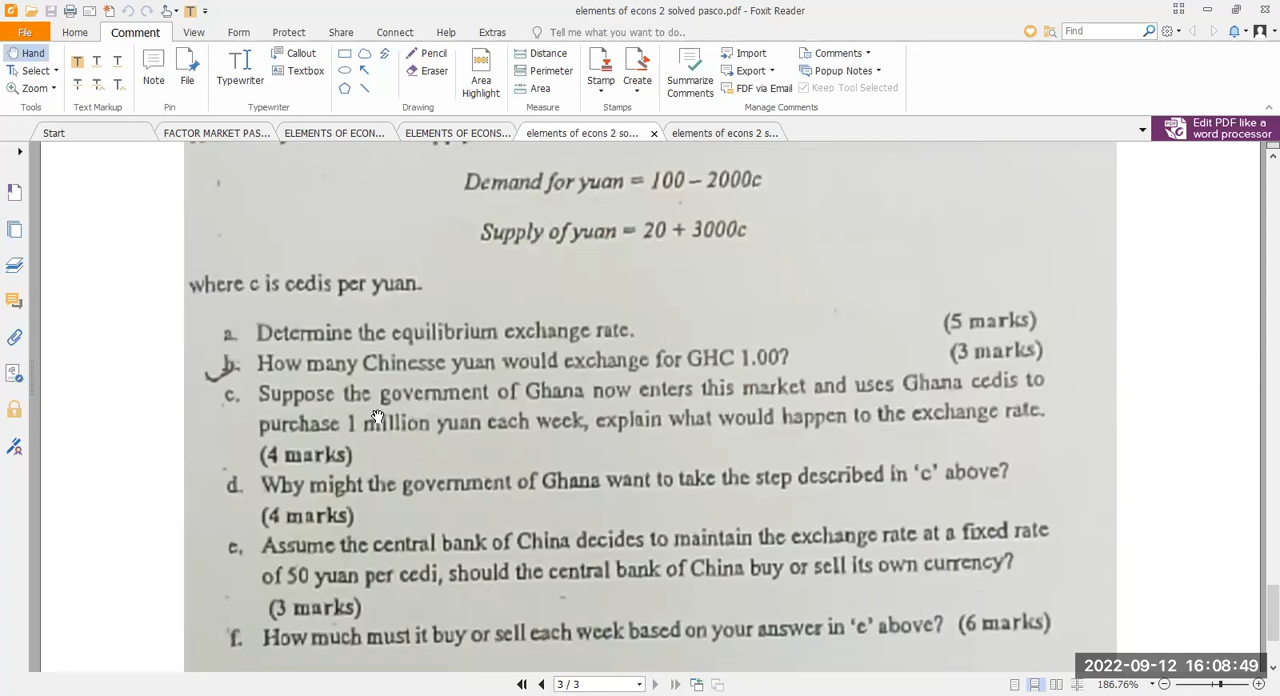 elements of econs 2 solved pasco.pdf - Foxit Reader
File Home Comment View Form Protect Share Connect Help Extras Tell me what you want to do.. Find
Hand
Select
Zoom
Tools
Text Markup
Note
File
Pin
Typewriter
Callout
Textbox
Typewriter
Pencil
Eraser
Drawing
Area Highlight
Distance
Perimeter
Area
Measure
Stamp
Create
Stamps
Summarize Comments
Import
Export
FDF via Email
Comments
Popup Notes
Keep Tool Selected
Manage Comments
Start FACTOR MARKET PAS... ELEMENTS OF ECON... ELEMENTS OF ECONS... elements of econs 2 so... elements of econs 2 s...
Edit PDF like a word processor
Demand for yuan = 100 – 2000c
Supply of yuan = 20 + 3000c
where c is cedis per yuan.
a. Determine the equilibrium exchange rate. (5 marks)
b. How many Chinesse yuan would exchange for GHC 1.00? (3 marks)
c. Suppose the government of Ghana now enters this market and uses Ghana cedis to
purchase 1 million yuan each week, explain what would happen to the exchange rate.
(4 marks)
d. Why might the government of Ghana want to take the step described in ‘c’ above?
(4 marks)
e. Assume the central bank of China decides to maintain the exchange rate at a fixed rate
of 50 yuan per cedi, should the central bank of China buy or sell its own currency?
(3 marks)
f. How much must it buy or sell each week based on your answer in ‘e’ above? (6 marks)
2022-09-12 16:08:49
3 / 3
186.76%